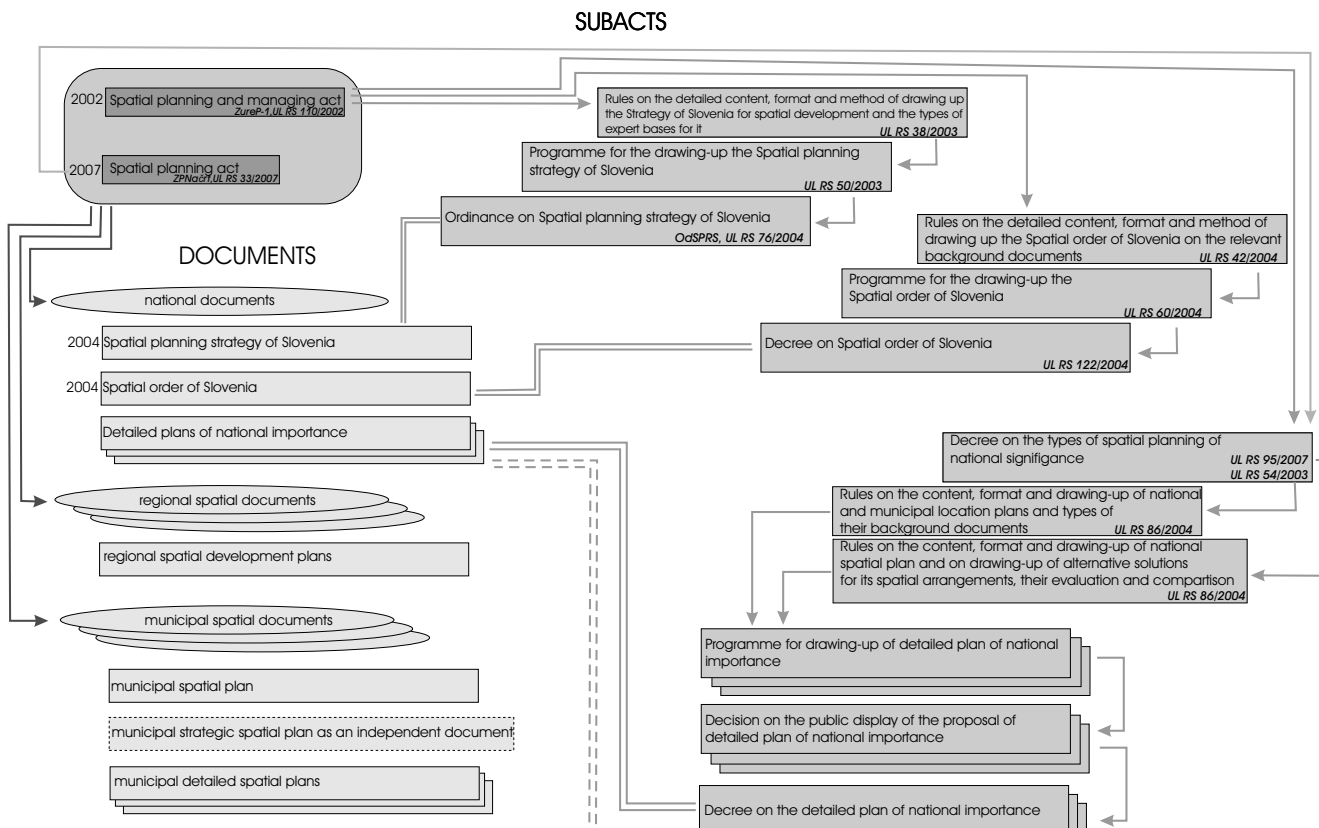 SUBACTS
2002 Spatial planning and managing act
ZureP-1,UL RS 110/2002
2007 Spatial planning act
ZPNačrt,UL RS 33/2007
Rules on the detailed content, format and method of drawing up
the Strategy of Slovenia for spatial development and the types of
expert bases for it
UL RS 38/2003
Programme for the drawing-up the Spatial planning
strategy of Slovenia
UL RS 50/2003
Ordinance on Spatial planning strategy of Slovenia
OdSPRS, UL RS 76/2004
Rules on the detailed content, format and method of
drawing up the Spatial order of Slovenia on the relevant
background documents
UL RS 42/2004
Programme for the drawing-up the
Spatial order of Slovenia
UL RS 60/2004
Decree on Spatial order of Slovenia
UL RS 122/2004
DOCUMENTS
national documents
2004 Spatial planning strategy of Slovenia
2004 Spatial order of Slovenia
Detailed plans of national importance
regional spatial documents
regional spatial development plans
municipal spatial documents
municipal spatial plan
municipal strategic spatial plan as an independent document
municipal detailed spatial plans
Decree on the types of spatial planning of
national signifigance
UL RS 95/2007
UL RS 54/2003
Rules on the content, format and drawing-up of national
and municipal location plans and types of
their background documents
UL RS 86/2004
Rules on the content, format and drawing-up of national
spatial plan and on drawing-up of alternative solutions
for its spatial arrangements, their evaluation and comparison
UL RS 86/2004
Programme for drawing-up of detailed plan of national
importance
Decision on the public display of the proposal of
detailed plan of national importance
Decree on the detailed plan of national importance